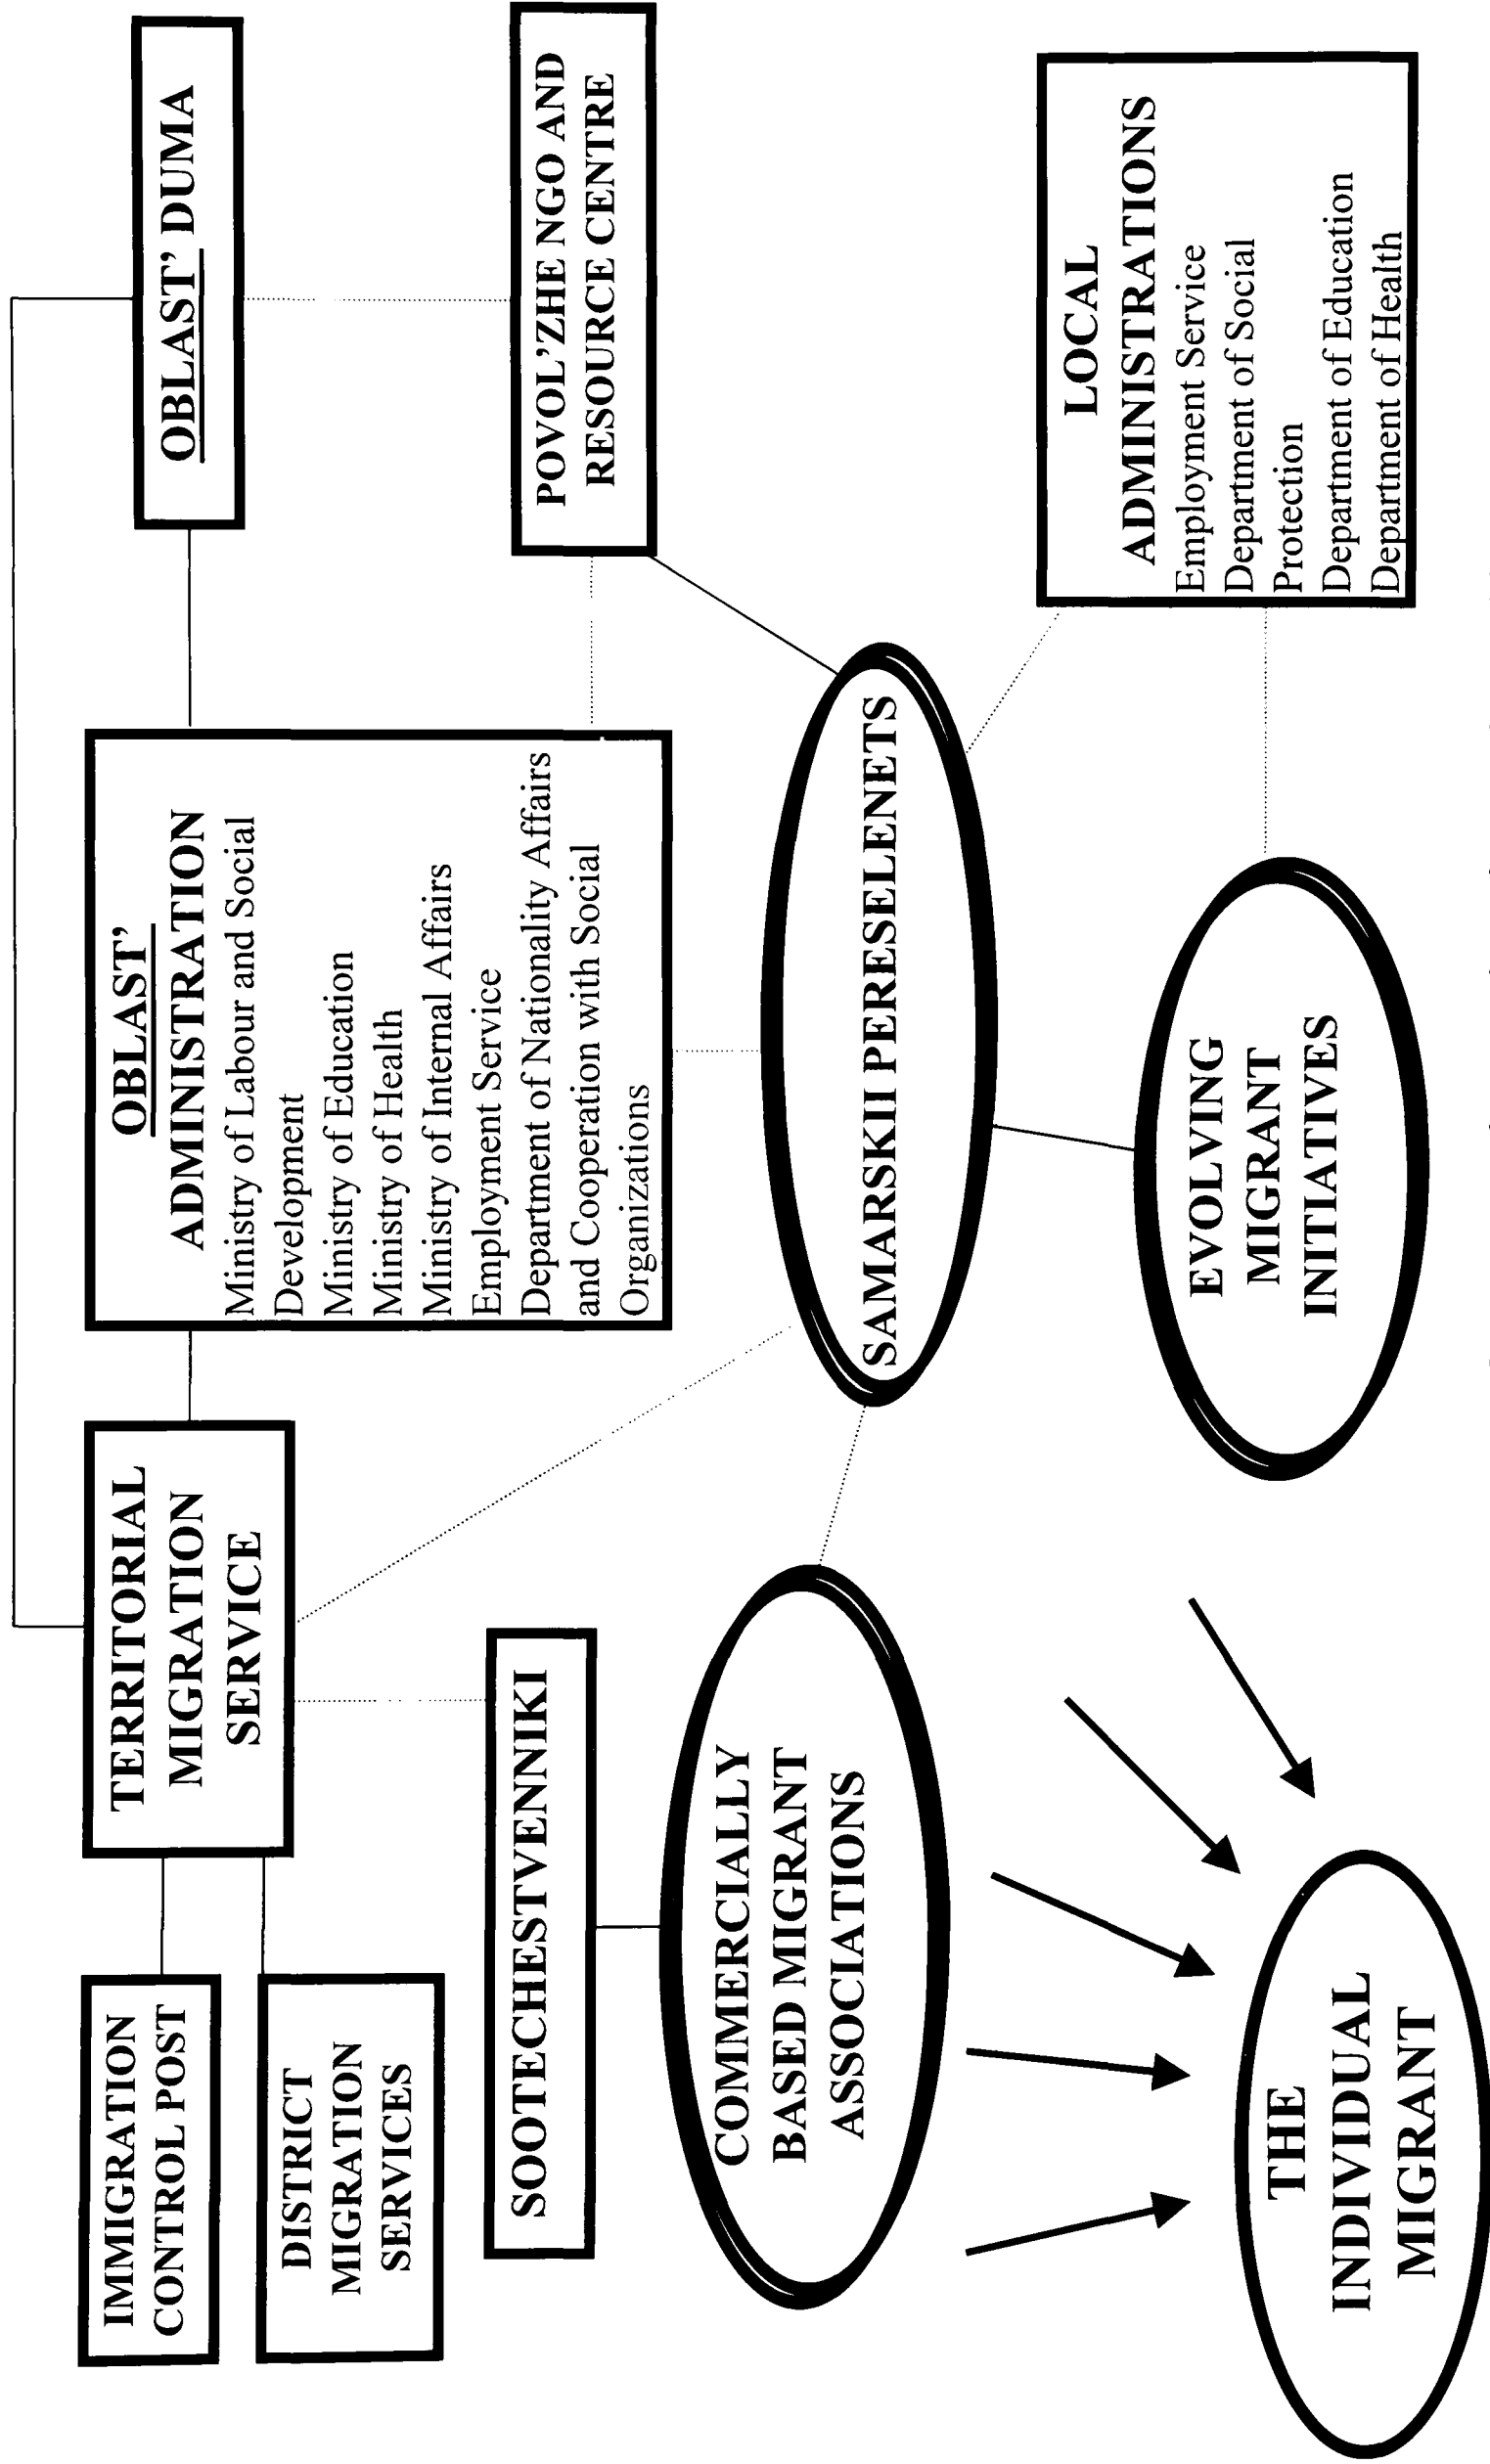 IMMIGRATION
CONTROL POST
DISTRICT
MIGRATION
SERVICES
TERRITORIAL
MIGRATION
SERVICE
OBLAST'
ADMINISTRATION
Ministry of Labour and Social
Development
Ministry of Education
Ministry of Health
Ministry of Internal Affairs
Employment Service
Department of Nationality Affairs
and Cooperation with Social
Organizations
OBLAST' DUMA
SOOTECHESTVENNIKI
POVOL'ZHE NGO AND
RESOURCE CENTRE
COMMERCIALLY
BASED MIGRANT
ASSOCIATIONS
SAMARSKII PERESELENETS
LOCAL
ADMINISTRATIONS
Employment Service
Department of Social
Protection
Department of Education
Department of Health
EVOLVING
MIGRANT
INITIATIVES
THE
INDIVIDUAL
MIGRANT